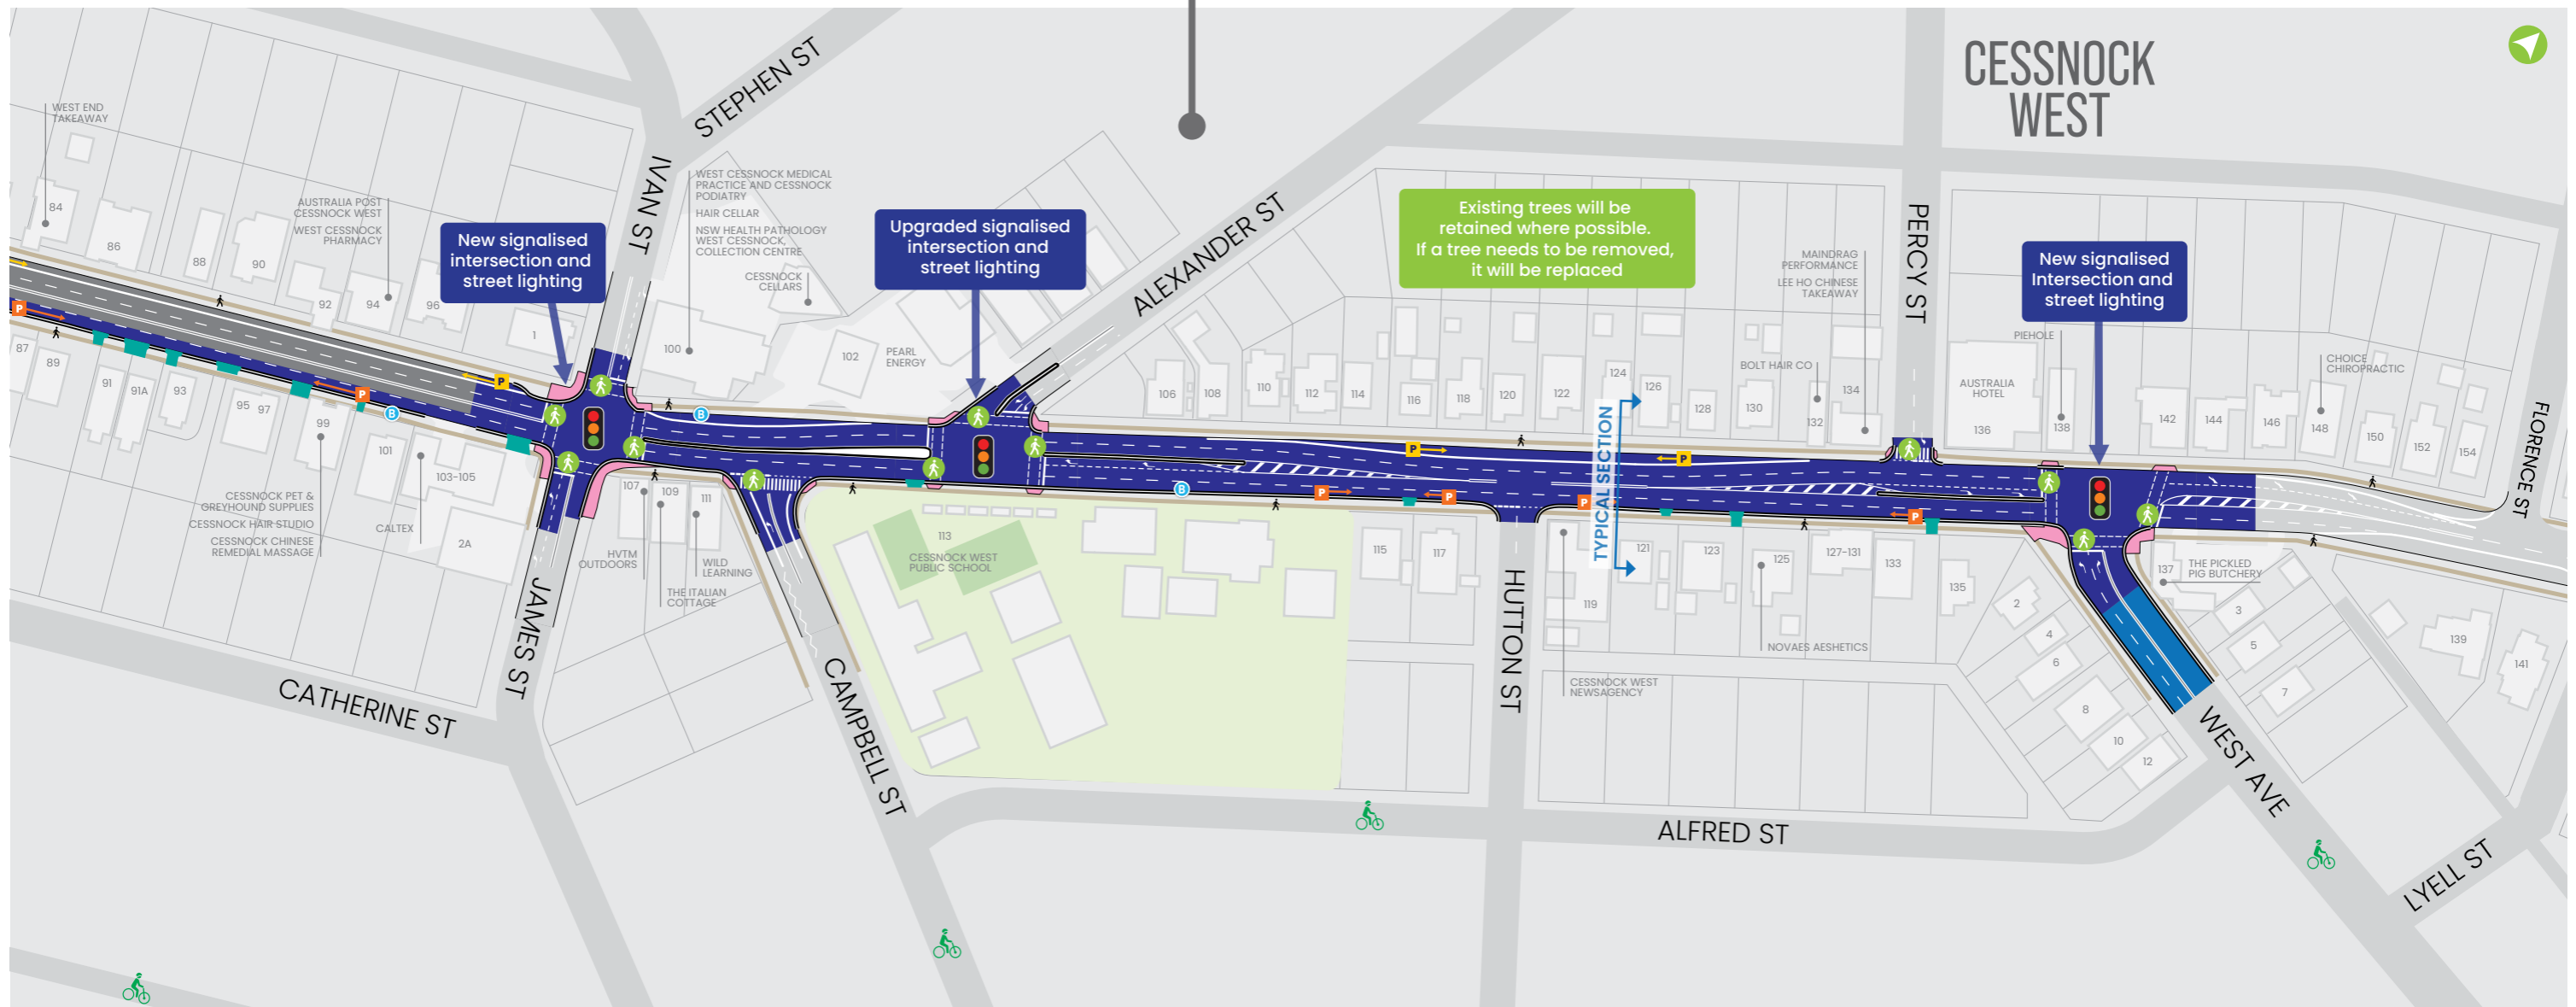 CESSNOCK
WEST
STEPHEN ST
IVAN ST
ALEXANDER ST
PERCY ST
FLORENCE ST
JAMES ST
CATHERINE ST
CAMPBELL ST
HUTTON ST
ALFRED ST
WEST AVE
LYELL ST
New signalised
intersection and
street lighting
Upgraded signalised
intersection and
street lighting
Existing trees will be
retained where possible.
If a tree needs to be removed,
it will be replaced
New signalised
Intersection and
street lighting
TYPICAL SECTION
WEST END
TAKEAWAY
AUSTRALIA POST
CESSNOCK WEST
WEST CESSNOCK
PHARMACY
WEST CESSNOCK MEDICAL
PRACTICE AND CESSNOCK
PODIATRY
HAIR CELLAR
NSW HEALTH PATHOLOGY
WEST CESSNOCK,
COLLECTION CENTRE
CESSNOCK
CELLARS
PEARL
ENERGY
MAINDRAG
PERFORMANCE
LEE HO CHINESE
TAKEAWAY
BOLT HAIR CO
AUSTRALIA
HOTEL
PIEHOLE
CHOICE
CHIROPRACTIC
CESSNOCK PET &
GREYHOUND SUPPLIES
CESSNOCK HAIR STUDIO
CESSNOCK CHINESE
REMEDIAL MASSAGE
CALTEX
HVTM
OUTDOORS
THE ITALIAN
COTTAGE
WILD
LEARNING
CESSNOCK WEST
PUBLIC SCHOOL
CESSNOCK WEST
NEWSAGENCY
NOVAES AESHETICS
THE PICKLED
PIG BUTCHERY
84
86
88
90
92
94
96
1
100
102
106
108
110
112
114
116
118
120
122
124
126
128
130
132
134
136
138
142
144
146
148
150
152
154
87
89
91
91A
93
95
97
99
101
103-105
2A
107
109
111
113
115
117
119
121
123
125
127-131
133
135
137
139
141
2
4
6
8
10
12
3
5
7
P
P
P
B
B
B
P
P
P
P
P
P